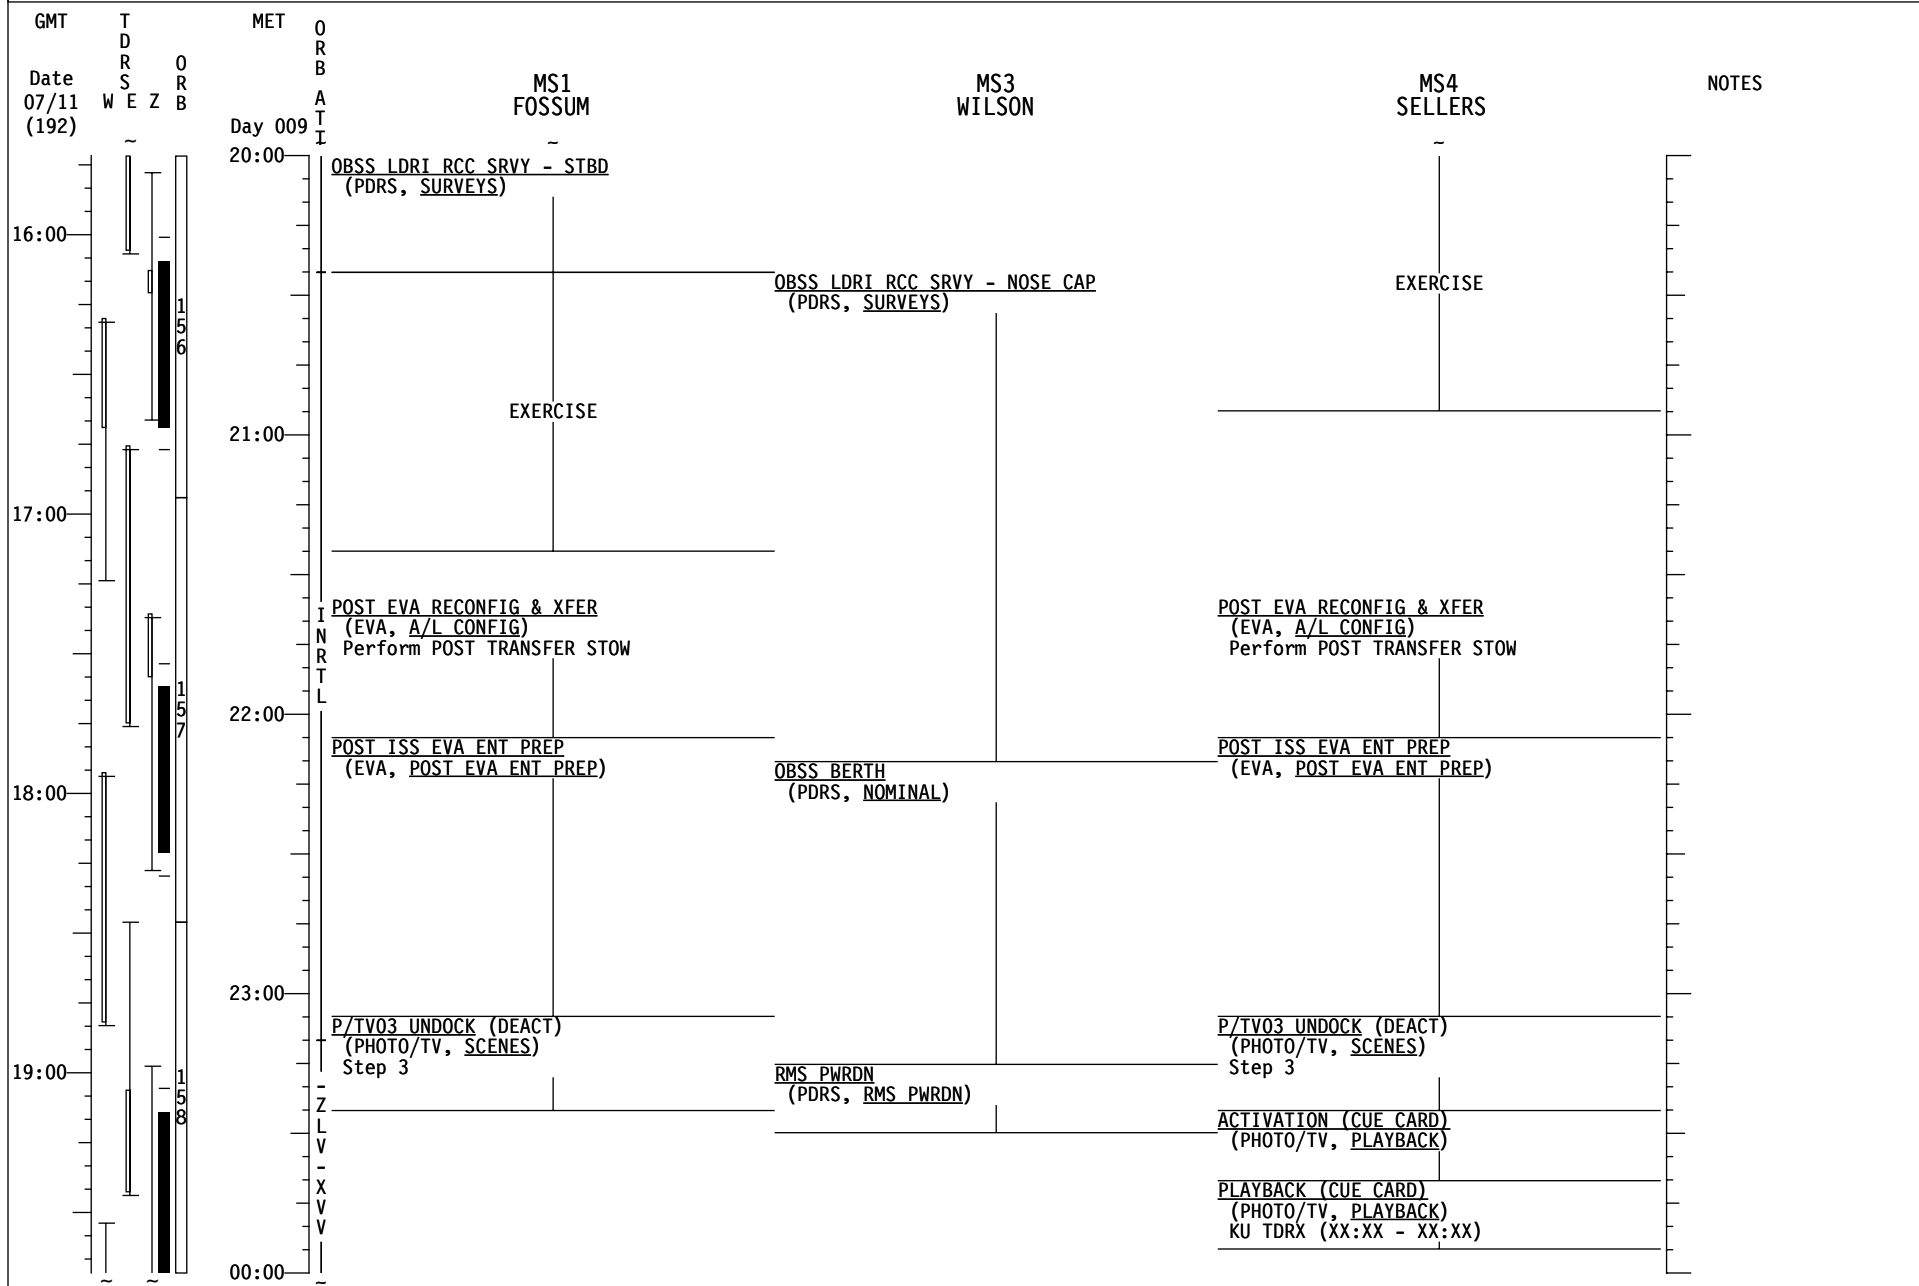 GMT
TDRS
MET
ORB ATT
Date
07/11
(192)
W E Z
ORB
Day 009
MS1
FOSSUM
MS3
WILSON
MS4
SELLERS
NOTES
~
~
~
20:00
OBSS LDRI RCC SRVY - STBD
(PDRS, SURVEYS)
16:00
OBSS LDRI RCC SRVY - NOSE CAP
(PDRS, SURVEYS)
EXERCISE
156
EXERCISE
21:00
17:00
INRTL
POST EVA RECONFIG & XFER
(EVA, A/L CONFIG)
Perform POST TRANSFER STOW
POST EVA RECONFIG & XFER
(EVA, A/L CONFIG)
Perform POST TRANSFER STOW
157
22:00
POST ISS EVA ENT PREP
(EVA, POST EVA ENT PREP)
OBSS BERTH
(PDRS, NOMINAL)
POST ISS EVA ENT PREP
(EVA, POST EVA ENT PREP)
18:00
23:00
P/TV03 UNDOCK (DEACT)
(PHOTO/TV, SCENES)
Step 3
P/TV03 UNDOCK (DEACT)
(PHOTO/TV, SCENES)
Step 3
19:00
158
RMS PWRDN
(PDRS, RMS PWRDN)
-ZLV-XVV
ACTIVATION (CUE CARD)
(PHOTO/TV, PLAYBACK)
PLAYBACK (CUE CARD)
(PHOTO/TV, PLAYBACK)
KU TDRX (XX:XX - XX:XX)
00:00
~
~
~